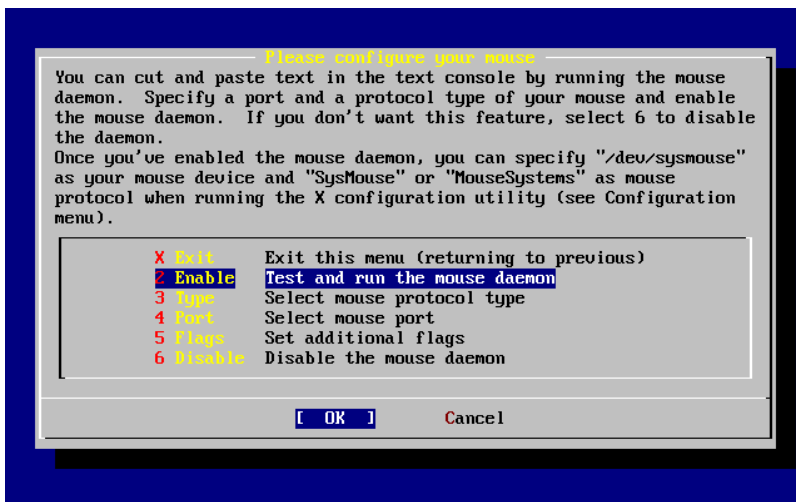 Please configure your mouse
You can cut and paste text in the text console by running the mouse
daemon.  Specify a port and a protocol type of your mouse and enable
the mouse daemon.  If you don't want this feature, select 6 to disable
the daemon.
Once you've enabled the mouse daemon, you can specify "/dev/sysmouse"
as your mouse device and "SysMouse" or "MouseSystems" as mouse
protocol when running the X configuration utility (see Configuration
menu).
X Exit Exit this menu (returning to previous)
2 Enable Test and run the mouse daemon
3 Type Select mouse protocol type
4 Port Select mouse port
5 Flags Set additional flags
6 Disable Disable the mouse daemon
[ OK ] Cancel